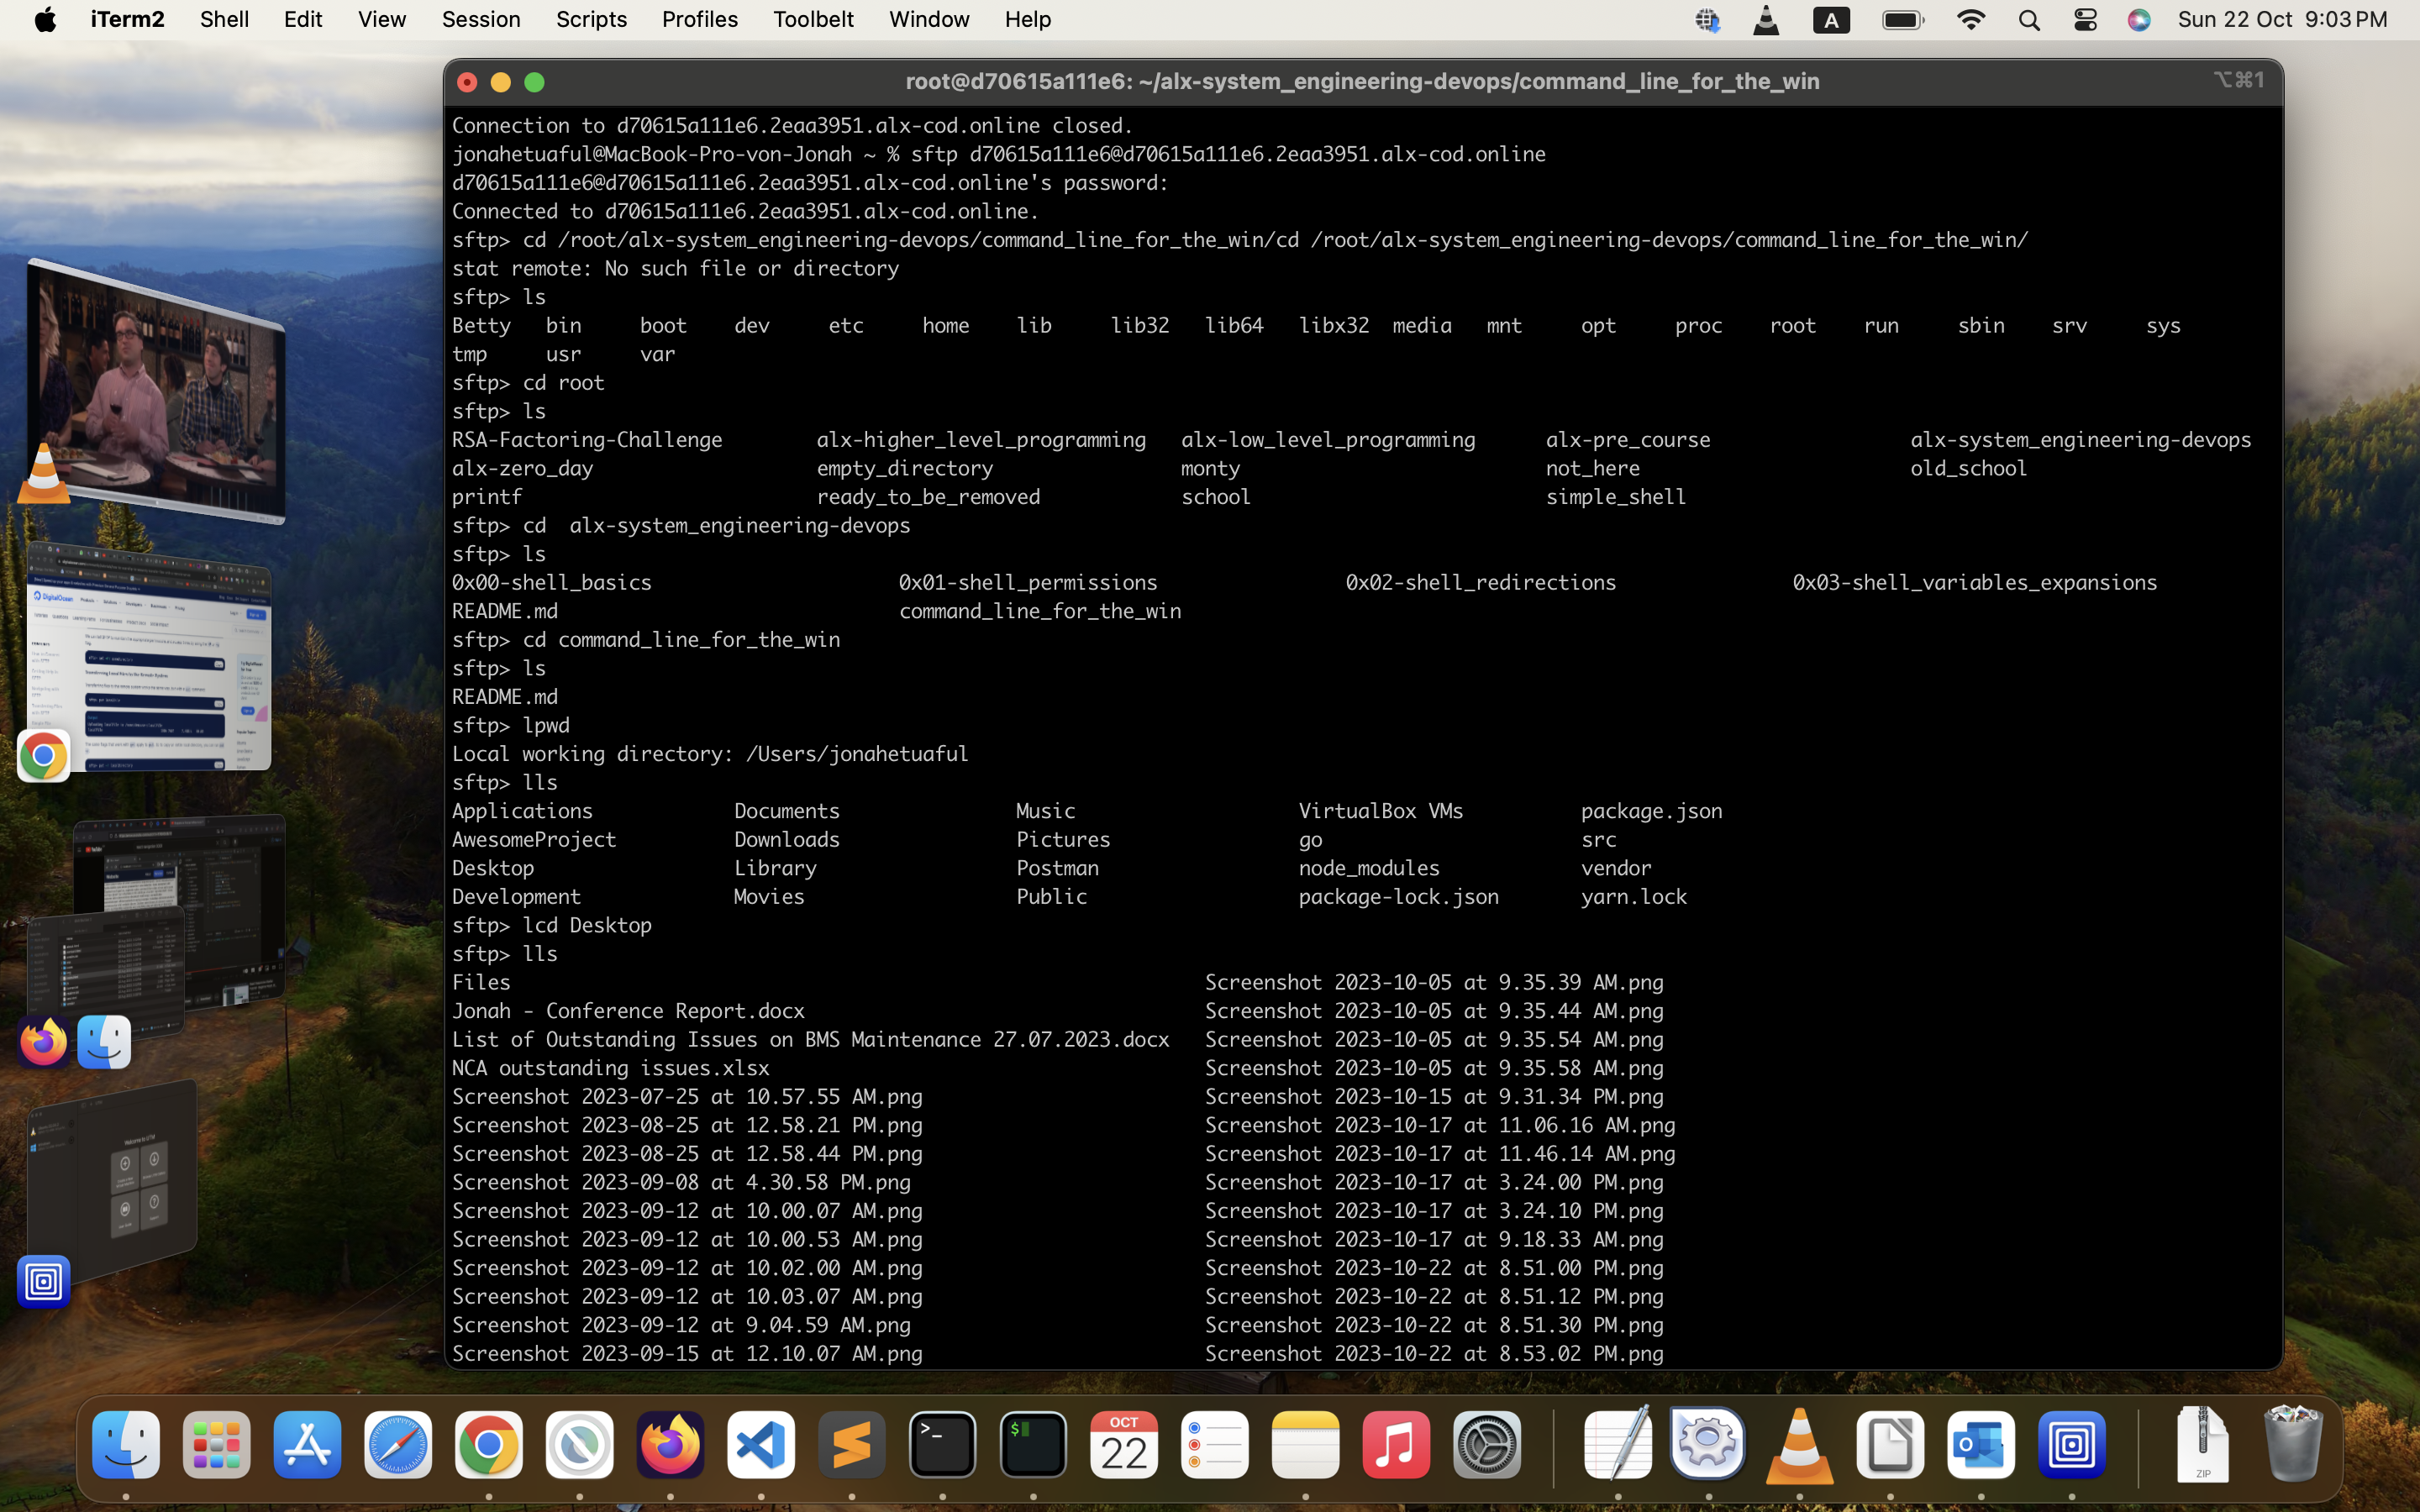 iTerm2 Shell Edit View Session Scripts Profiles Toolbelt Window Help A Sun 22 Oct 9:03 PM
root@d70615a111e6: ~/alx-system_engineering-devops/command_line_for_the_win ⌥⌘1
Connection to d70615a111e6.2eaa3951.alx-cod.online closed.
jonahetuaful@MacBook-Pro-von-Jonah ~ % sftp d70615a111e6@d70615a111e6.2eaa3951.alx-cod.online
d70615a111e6@d70615a111e6.2eaa3951.alx-cod.online's password:
Connected to d70615a111e6.2eaa3951.alx-cod.online.
sftp> cd /root/alx-system_engineering-devops/command_line_for_the_win/cd /root/alx-system_engineering-devops/command_line_for_the_win/
stat remote: No such file or directory
sftp> ls
Betty bin boot dev etc home lib lib32 lib64 libx32 media mnt opt proc root run sbin srv sys
tmp usr var
sftp> cd root
sftp> ls
RSA-Factoring-Challenge alx-higher_level_programming alx-low_level_programming alx-pre_course alx-system_engineering-devops
alx-zero_day empty_directory monty not_here old_school
printf ready_to_be_removed school simple_shell
sftp> cd  alx-system_engineering-devops
sftp> ls
0x00-shell_basics 0x01-shell_permissions 0x02-shell_redirections 0x03-shell_variables_expansions
README.md command_line_for_the_win
sftp> cd command_line_for_the_win
sftp> ls
README.md
sftp> lpwd
Local working directory: /Users/jonahetuaful
sftp> lls
Applications Documents Music VirtualBox VMs package.json
AwesomeProject Downloads Pictures go src
Desktop Library Postman node_modules vendor
Development Movies Public package-lock.json yarn.lock
sftp> lcd Desktop
sftp> lls
Files Screenshot 2023-10-05 at 9.35.39 AM.png
Jonah - Conference Report.docx Screenshot 2023-10-05 at 9.35.44 AM.png
List of Outstanding Issues on BMS Maintenance 27.07.2023.docx Screenshot 2023-10-05 at 9.35.54 AM.png
NCA outstanding issues.xlsx Screenshot 2023-10-05 at 9.35.58 AM.png
Screenshot 2023-07-25 at 10.57.55 AM.png Screenshot 2023-10-15 at 9.31.34 PM.png
Screenshot 2023-08-25 at 12.58.21 PM.png Screenshot 2023-10-17 at 11.06.16 AM.png
Screenshot 2023-08-25 at 12.58.44 PM.png Screenshot 2023-10-17 at 11.46.14 AM.png
Screenshot 2023-09-08 at 4.30.58 PM.png Screenshot 2023-10-17 at 3.24.00 PM.png
Screenshot 2023-09-12 at 10.00.07 AM.png Screenshot 2023-10-17 at 3.24.10 PM.png
Screenshot 2023-09-12 at 10.00.53 AM.png Screenshot 2023-10-17 at 9.18.33 AM.png
Screenshot 2023-09-12 at 10.02.00 AM.png Screenshot 2023-10-22 at 8.51.00 PM.png
Screenshot 2023-09-12 at 10.03.07 AM.png Screenshot 2023-10-22 at 8.51.12 PM.png
Screenshot 2023-09-12 at 9.04.59 AM.png Screenshot 2023-10-22 at 8.51.30 PM.png
Screenshot 2023-09-15 at 12.10.07 AM.png Screenshot 2023-10-22 at 8.53.02 PM.png
DigitalOcean
OCT
22
ZIP